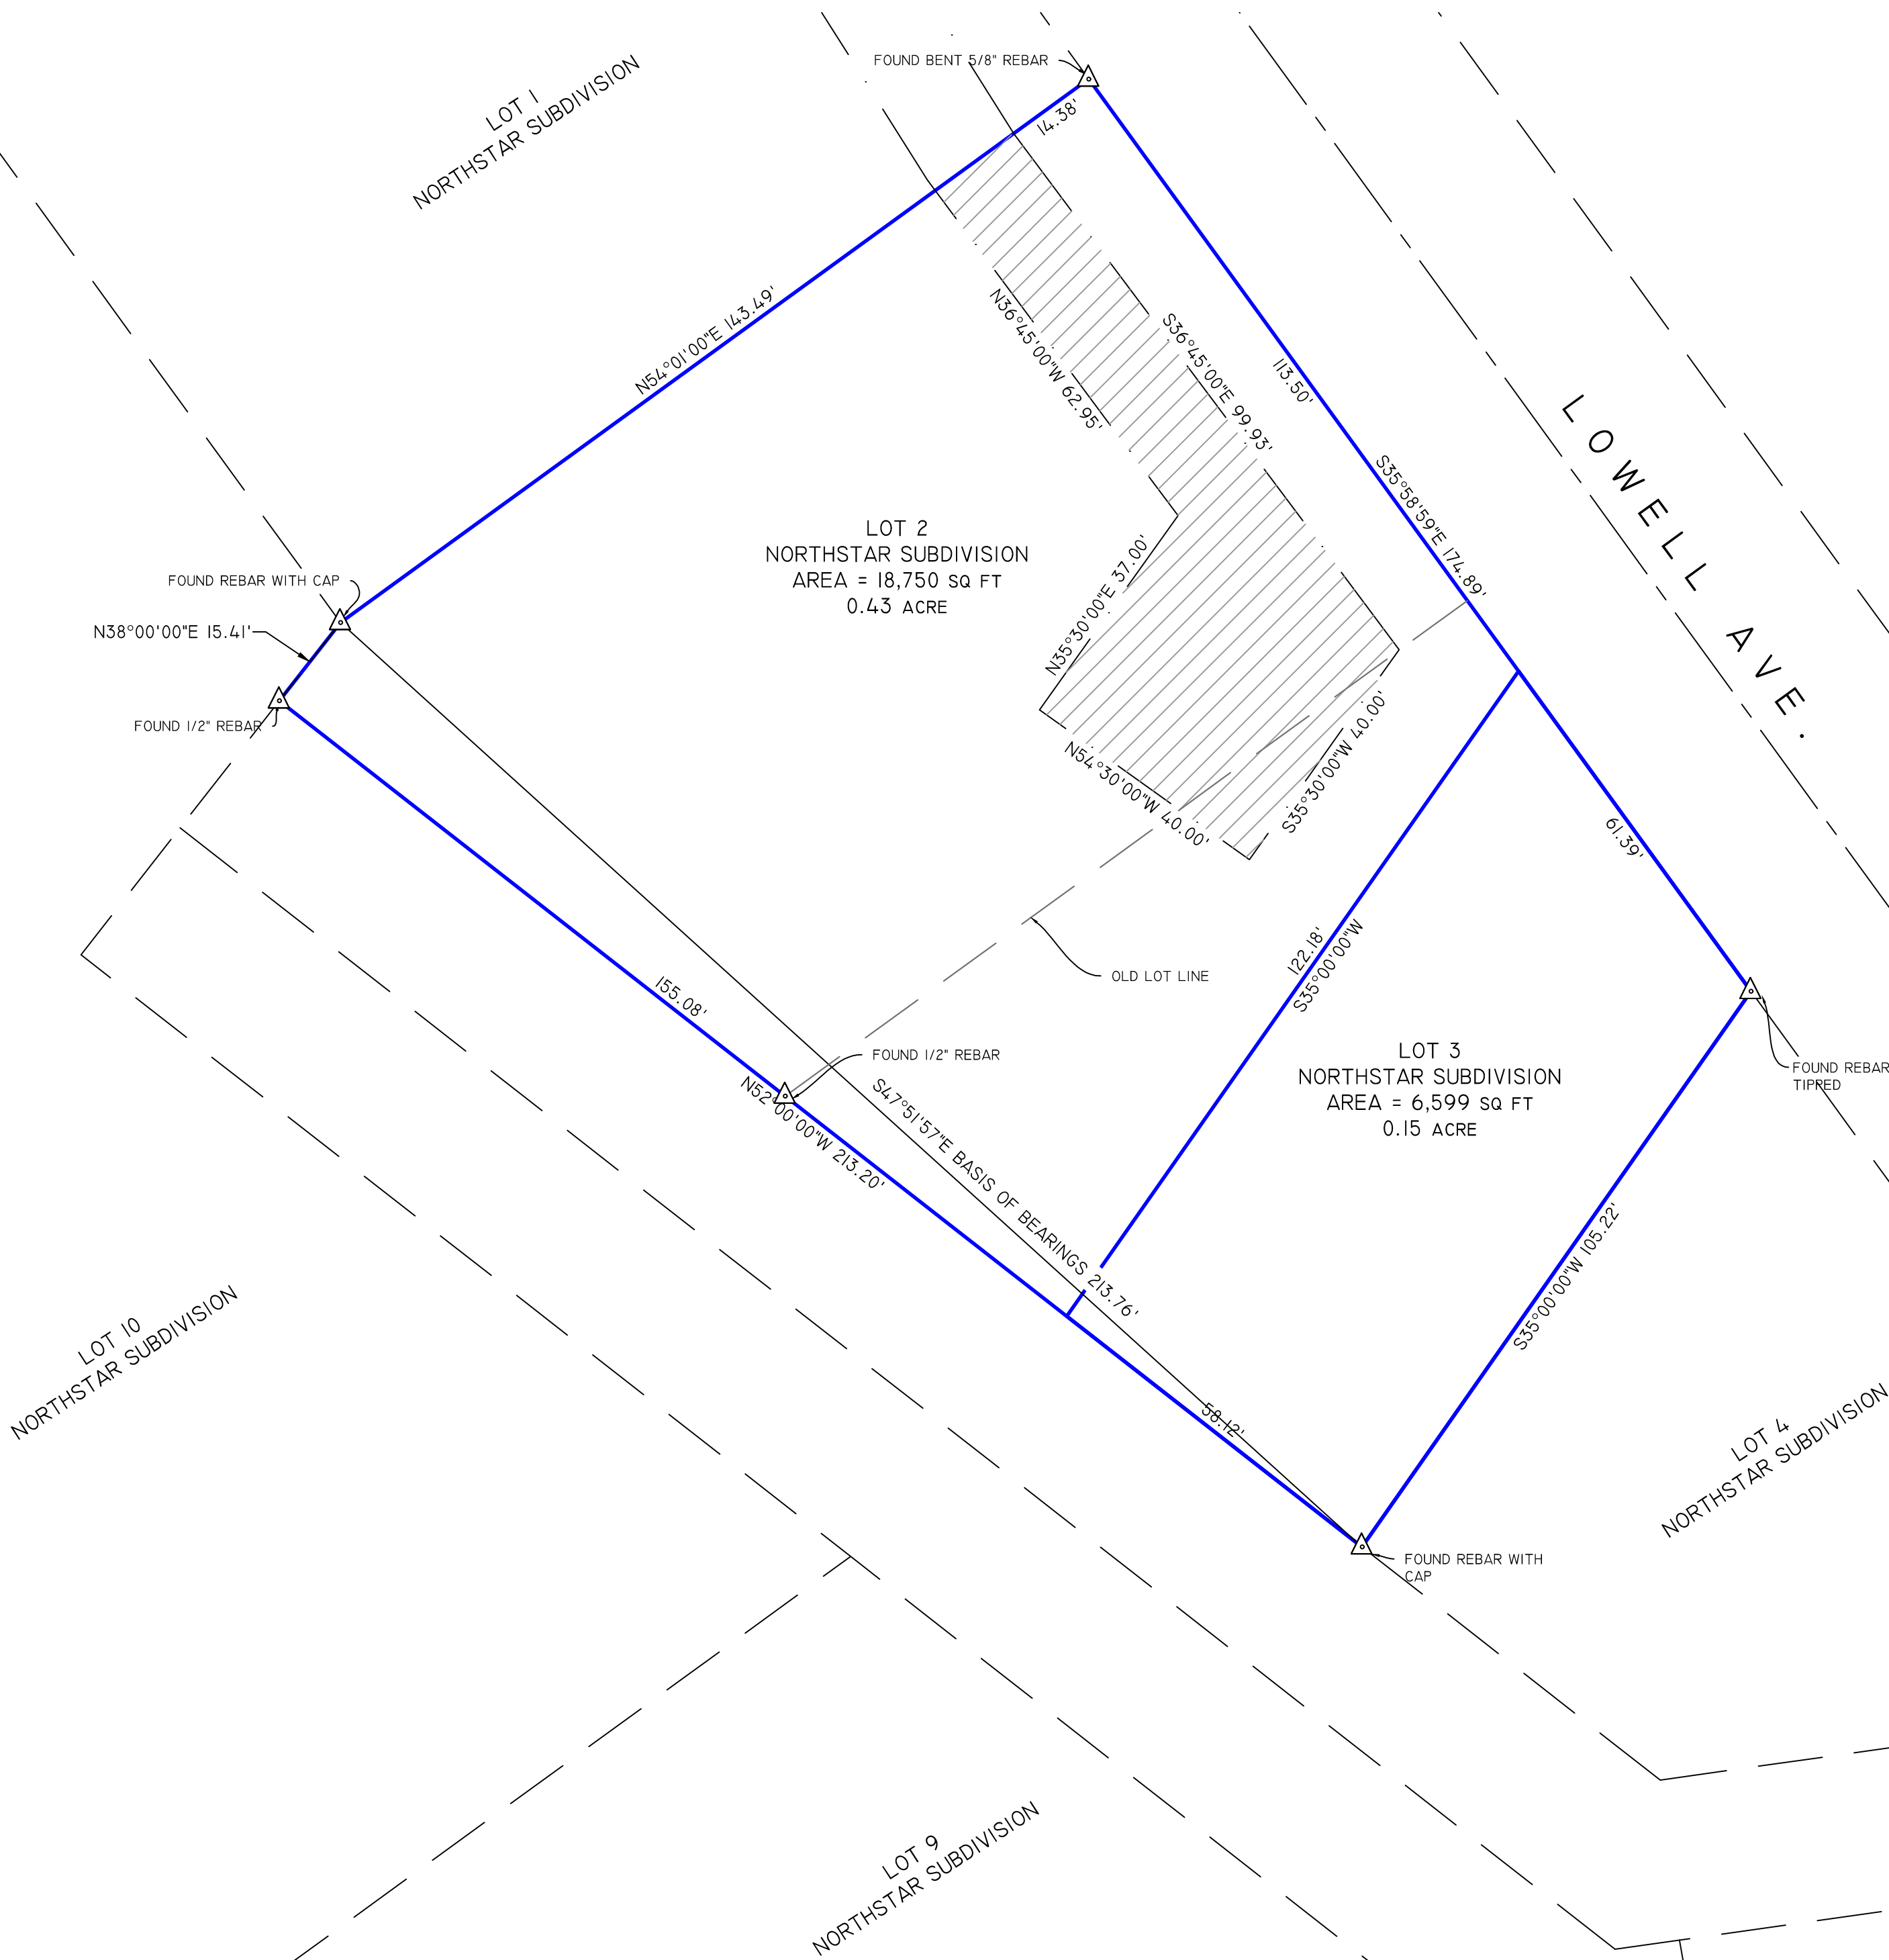 FOUND BENT 5/8" REBAR
LOT 1
NORTHSTAR SUBDIVISION
14.38'
N54°01'00"E 143.49'
N36°45'00"W 62.95'
S36°45'00"E 99.93'
113.50'
S35°58'59"E 174.89'
LOWELL AVE.
LOT 2
NORTHSTAR SUBDIVISION
AREA = 18,750 SQ FT
0.43 ACRE
FOUND REBAR WITH CAP
N38°00'00"E 15.41'
FOUND 1/2" REBAR
N35°30'00"E 37.00'
N54°30'00"W 40.00'
S35°30'00"W 40.00'
61.39'
OLD LOT LINE
122.18'
S35°00'00"W
155.08'
FOUND 1/2" REBAR
N52°00'00"W 213.20'
S47°51'57"E BASIS OF BEARINGS 213.76'
LOT 3
NORTHSTAR SUBDIVISION
AREA = 6,599 SQ FT
0.15 ACRE
FOUND REBAR
TIPPED
S35°00'00"W 105.22'
58.12'
FOUND REBAR WITH
CAP
LOT 4
NORTHSTAR SUBDIVISION
LOT 10
NORTHSTAR SUBDIVISION
LOT 9
NORTHSTAR SUBDIVISION